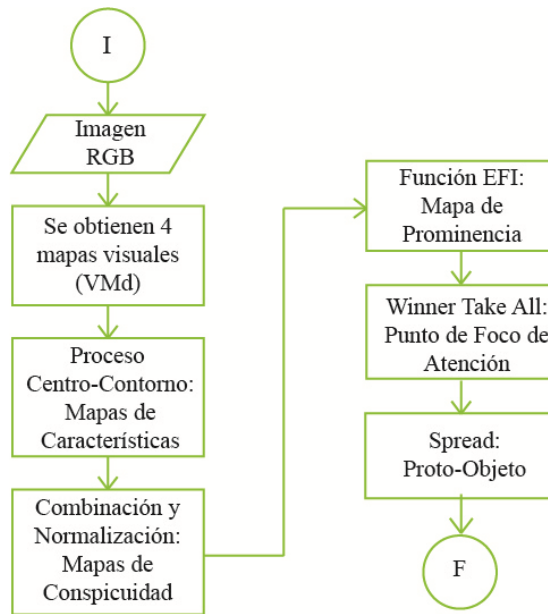 I
Imagen
RGB
Se obtienen 4
mapas visuales
(VMd)
Proceso
Centro-Contorno:
Mapas de
Características
Combinación y
Normalización:
Mapas de
Conspicuidad
Función EFI:
Mapa de
Prominencia
Winner Take All:
Punto de Foco de
Atención
Spread:
Proto-Objeto
F